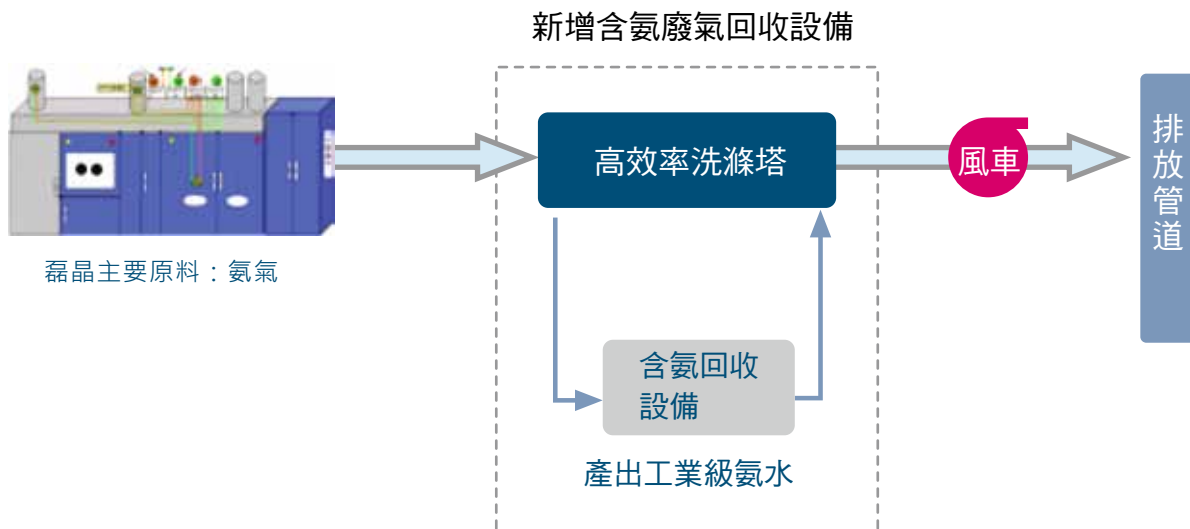 新增含氨廢氣回收設備
高效率洗滌塔
風車
排放管道
磊晶主要原料：氨氣
含氨回收
設備
產出工業級氨水